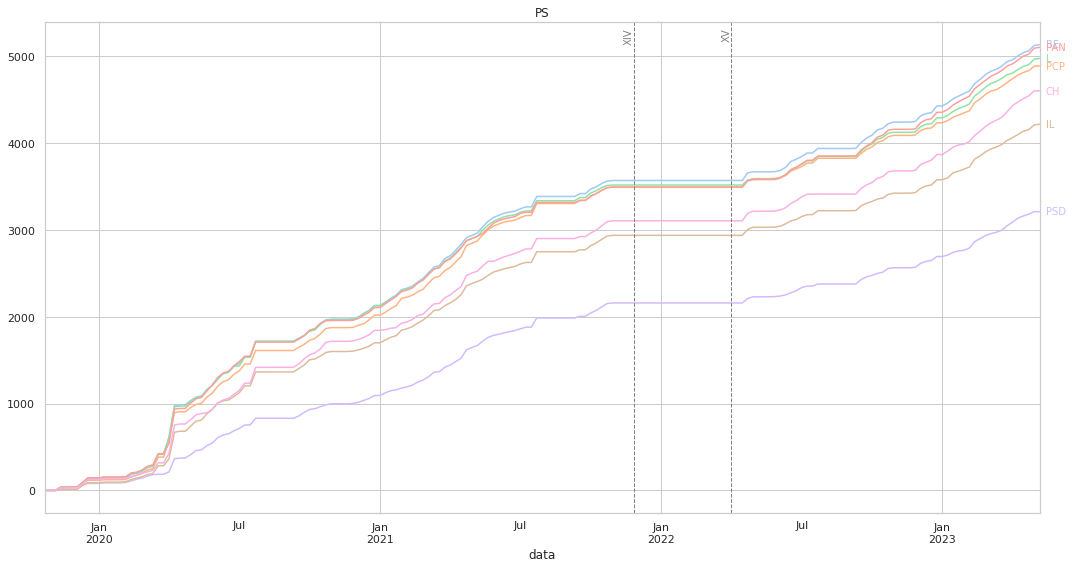 PS
XIV
XV
5000
4000
3000
2000
1000
0
BE
PAN
L
PCP
CH
IL
PSD
Jan
2020
Jul
Jan
2021
Jul
Jan
2022
Jul
Jan
2023
data